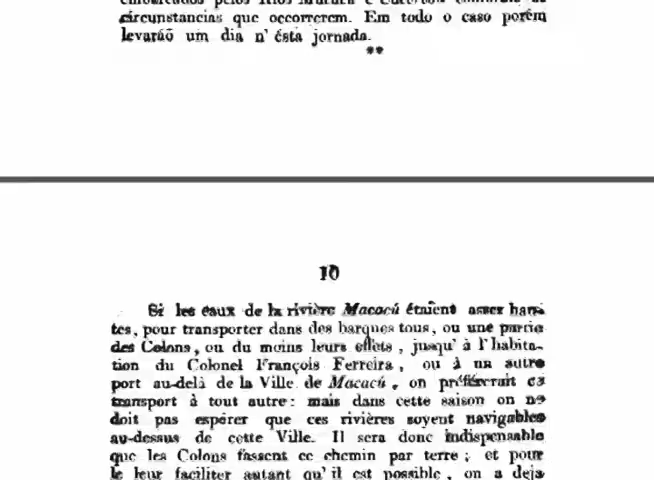 circunstancias que occorrerem. Em todo o caso porém
levaráõ um dia n' ésta jornada.
**
10
Si les eaux de la rivière Macacú étaient assez hau-
tes, pour transporter dans des barques tous, ou une partie
des Colons, ou du moins leurs effets, jusqu' à l'habita-
tion du Colonel François Ferreira, ou à un autre
port au-delà de la Ville de Macacú, on préférerait ce
transport à tout autre: mais dans cette saison on ne
doit pas espérer que ces rivières soyent navigables
au-dessus de cette Ville. Il sera donc indispensable
que les Colons fassent ce chemin par terre; et pour
le leur faciliter autant qu'il est possible, on a deja